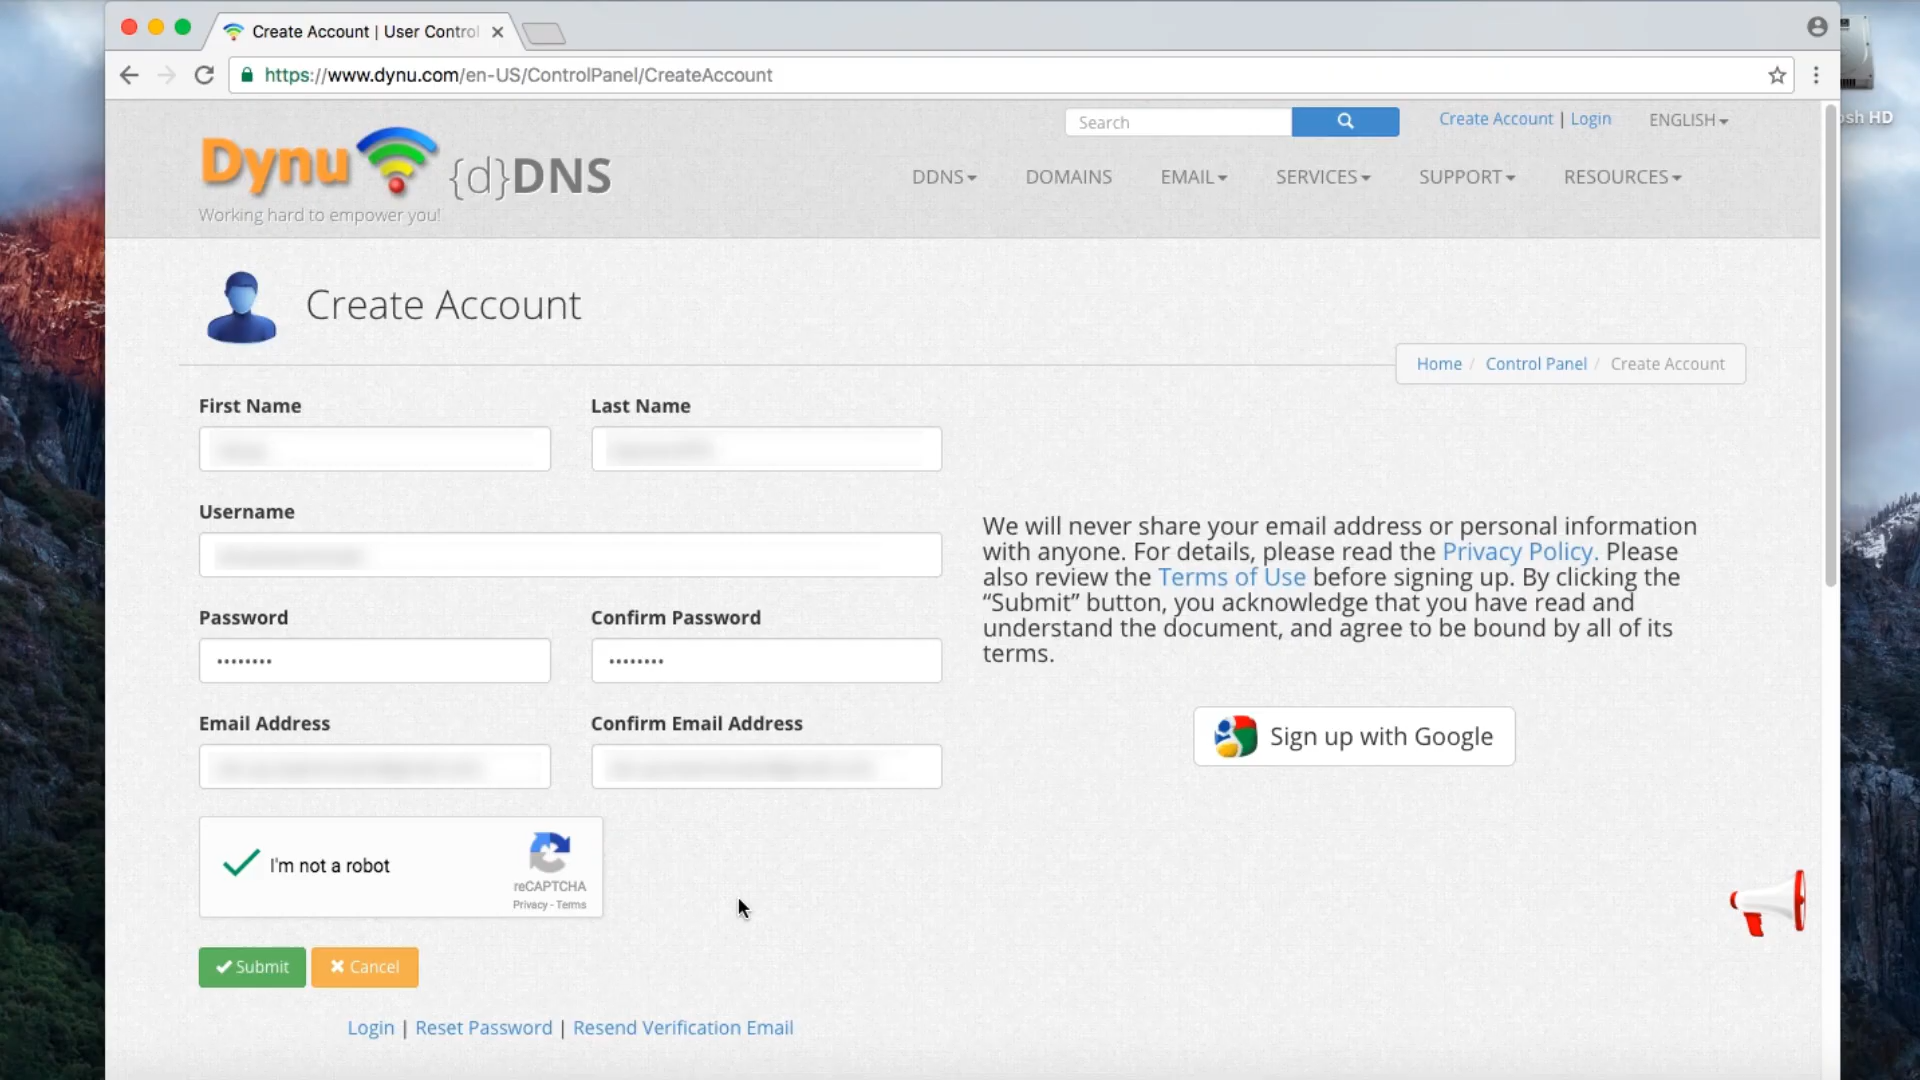 Create Account | User Control
https://www.dynu.com/en-US/ControlPanel/CreateAccount
Search
Create Account | Login
ENGLISH
Dynu {d}DNS
Working hard to empower you!
DDNS DOMAINS EMAIL SERVICES SUPPORT RESOURCES
osh HD
Create Account
Home / Control Panel / Create Account
First Name
Last Name
Username
Password
Confirm Password
••••••••
••••••••
Email Address
Confirm Email Address
I'm not a robot
reCAPTCHA
Privacy - Terms
Submit
Cancel
Login | Reset Password | Resend Verification Email
We will never share your email address or personal information
with anyone. For details, please read the Privacy Policy. Please
also review the Terms of Use before signing up. By clicking the
“Submit” button, you acknowledge that you have read and
understand the document, and agree to be bound by all of its
terms.
Sign up with Google